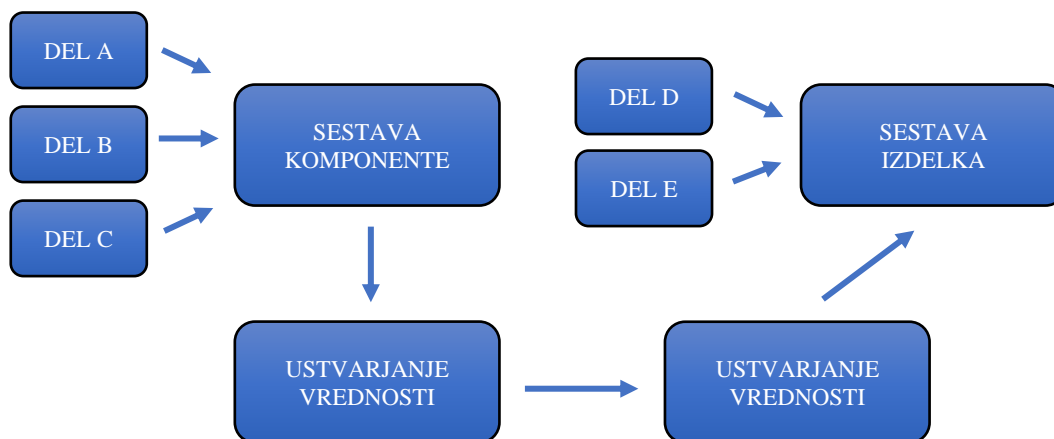 DEL A
DEL B
DEL C
SESTAVA
KOMPONENTE
DEL D
DEL E
SESTAVA
IZDELKA
USTVARJANJE
VREDNOSTI
USTVARJANJE
VREDNOSTI